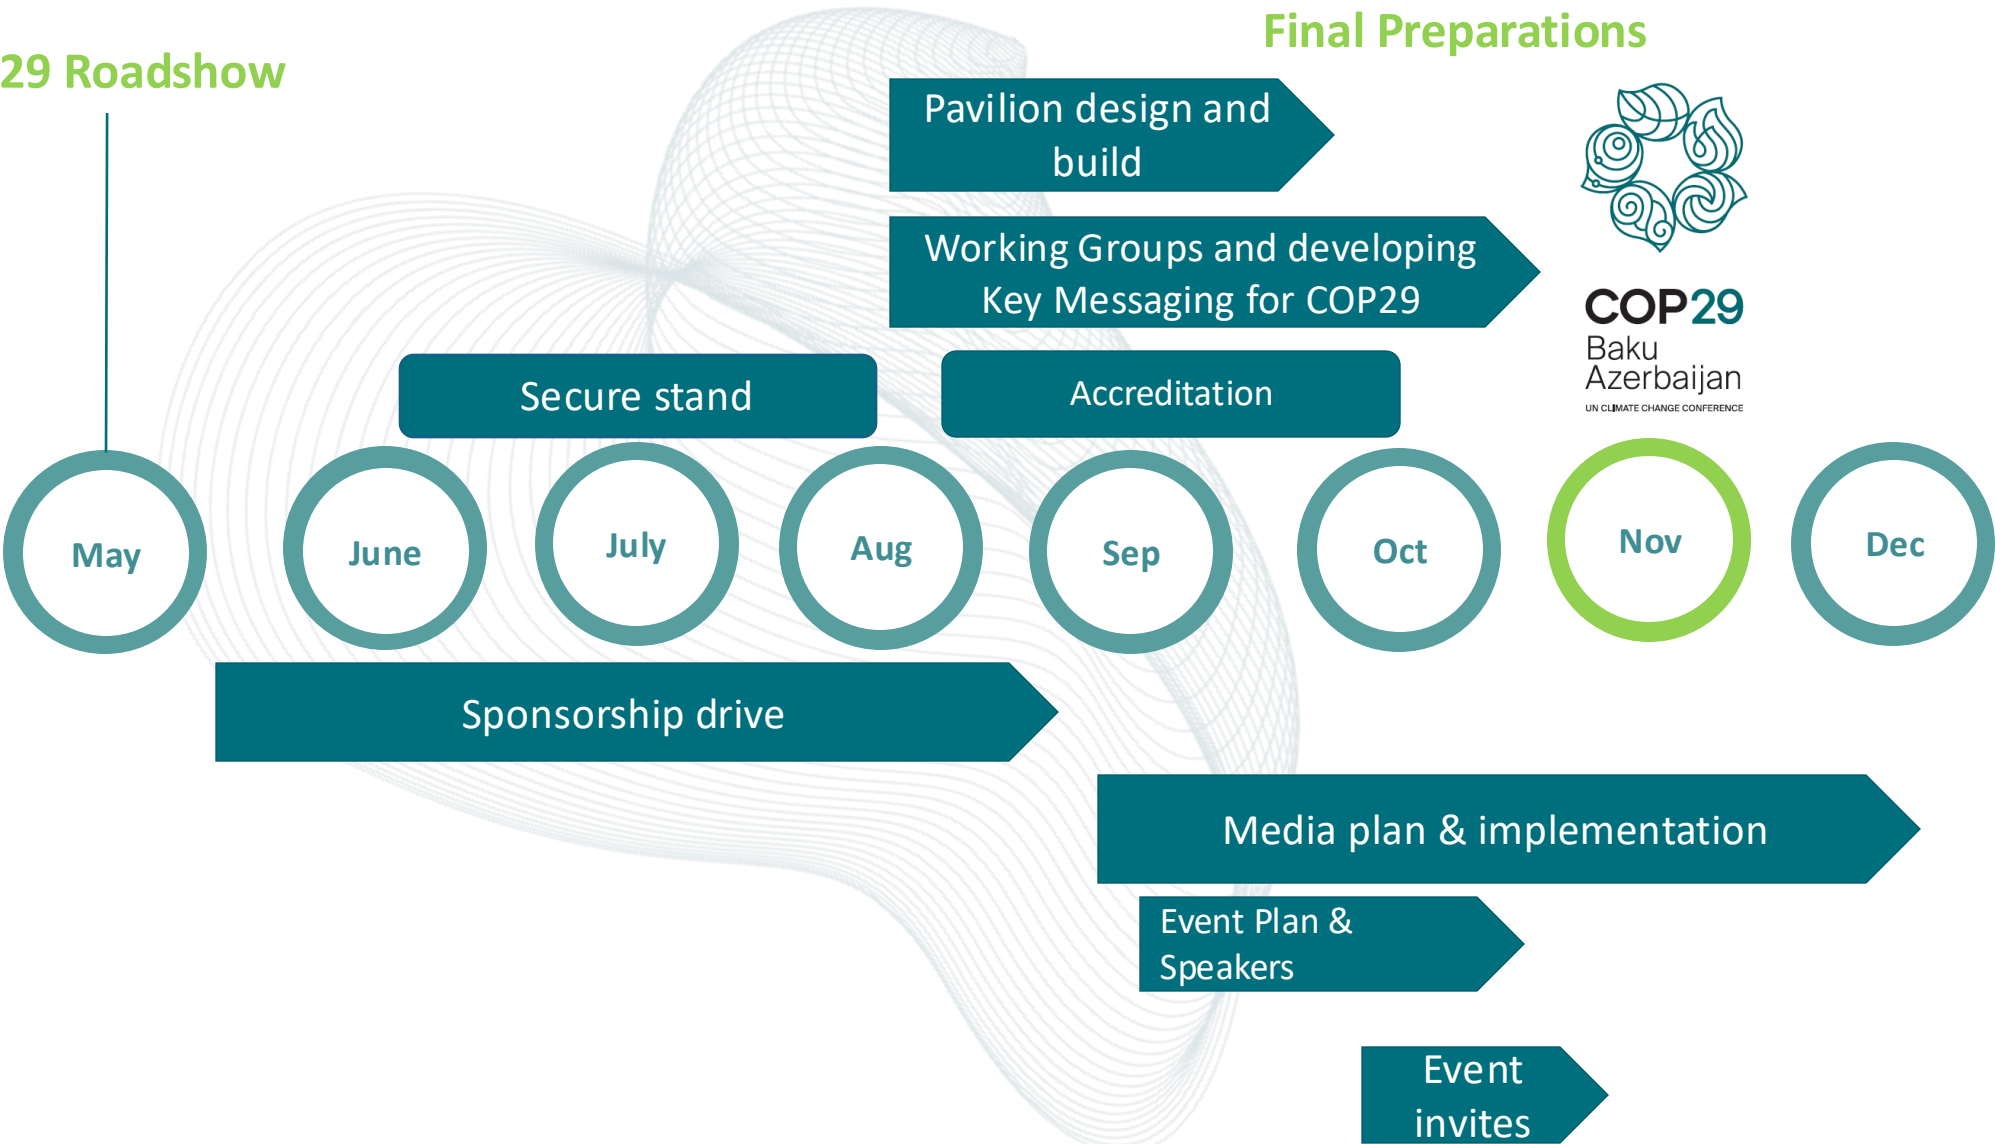 29 Roadshow
Final Preparations
Pavilion design and
build
Working Groups and developing
Key Messaging for COP29
Secure stand
Accreditation
COP29
Baku
Azerbaijan
UN CLIMATE CHANGE CONFERENCE
May
June
July
Aug
Sep
Oct
Nov
Dec
Sponsorship drive
Media plan & implementation
Event Plan &
Speakers
Event
invites